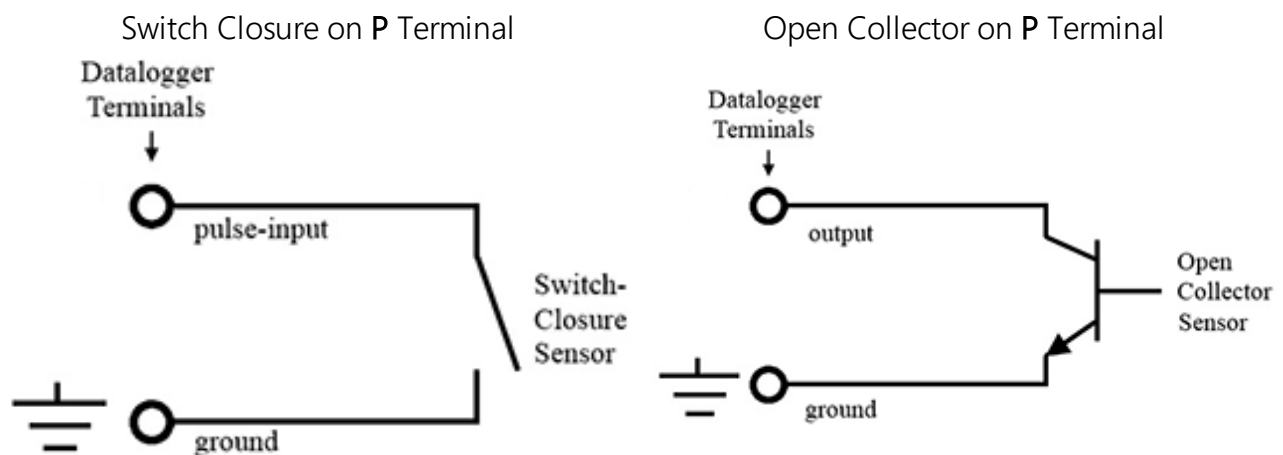 Switch Closure on P Terminal
Datalogger
Terminals
pulse-input
Switch-
Closure
Sensor
ground
Open Collector on P Terminal
Datalogger
Terminals
output
Open
Collector
Sensor
ground